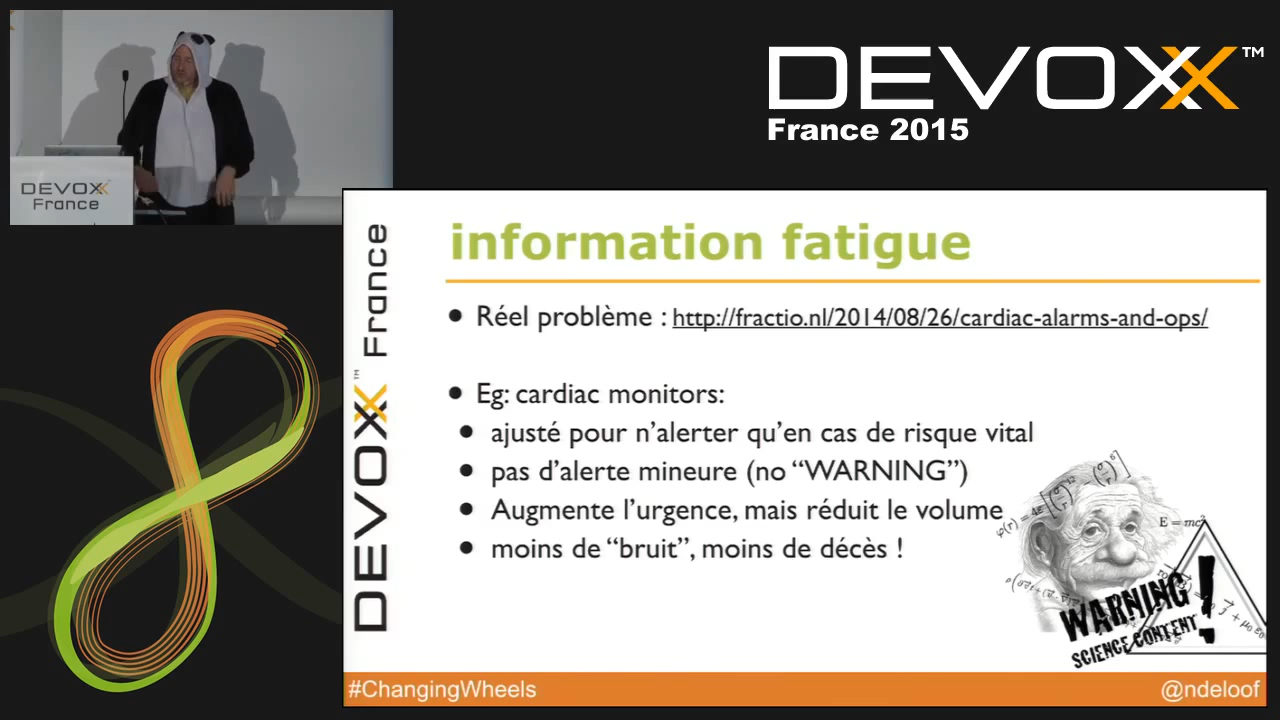 DEVOXX™
France 2015
DEVOXX
France
DEVOXX™ France
information fatigue
• Réel problème : http://fractio.nl/2014/08/26/cardiac-alarms-and-ops/
• Eg: cardiac monitors:
• ajusté pour n’alerter qu’en cas de risque vital
• pas d’alerte mineure (no “WARNING”)
• Augmente l’urgence, mais réduit le volume
• moins de “bruit”, moins de décès !
E = mc²
WARNING!
SCIENCE CONTENT
#ChangingWheels
@ndeloof